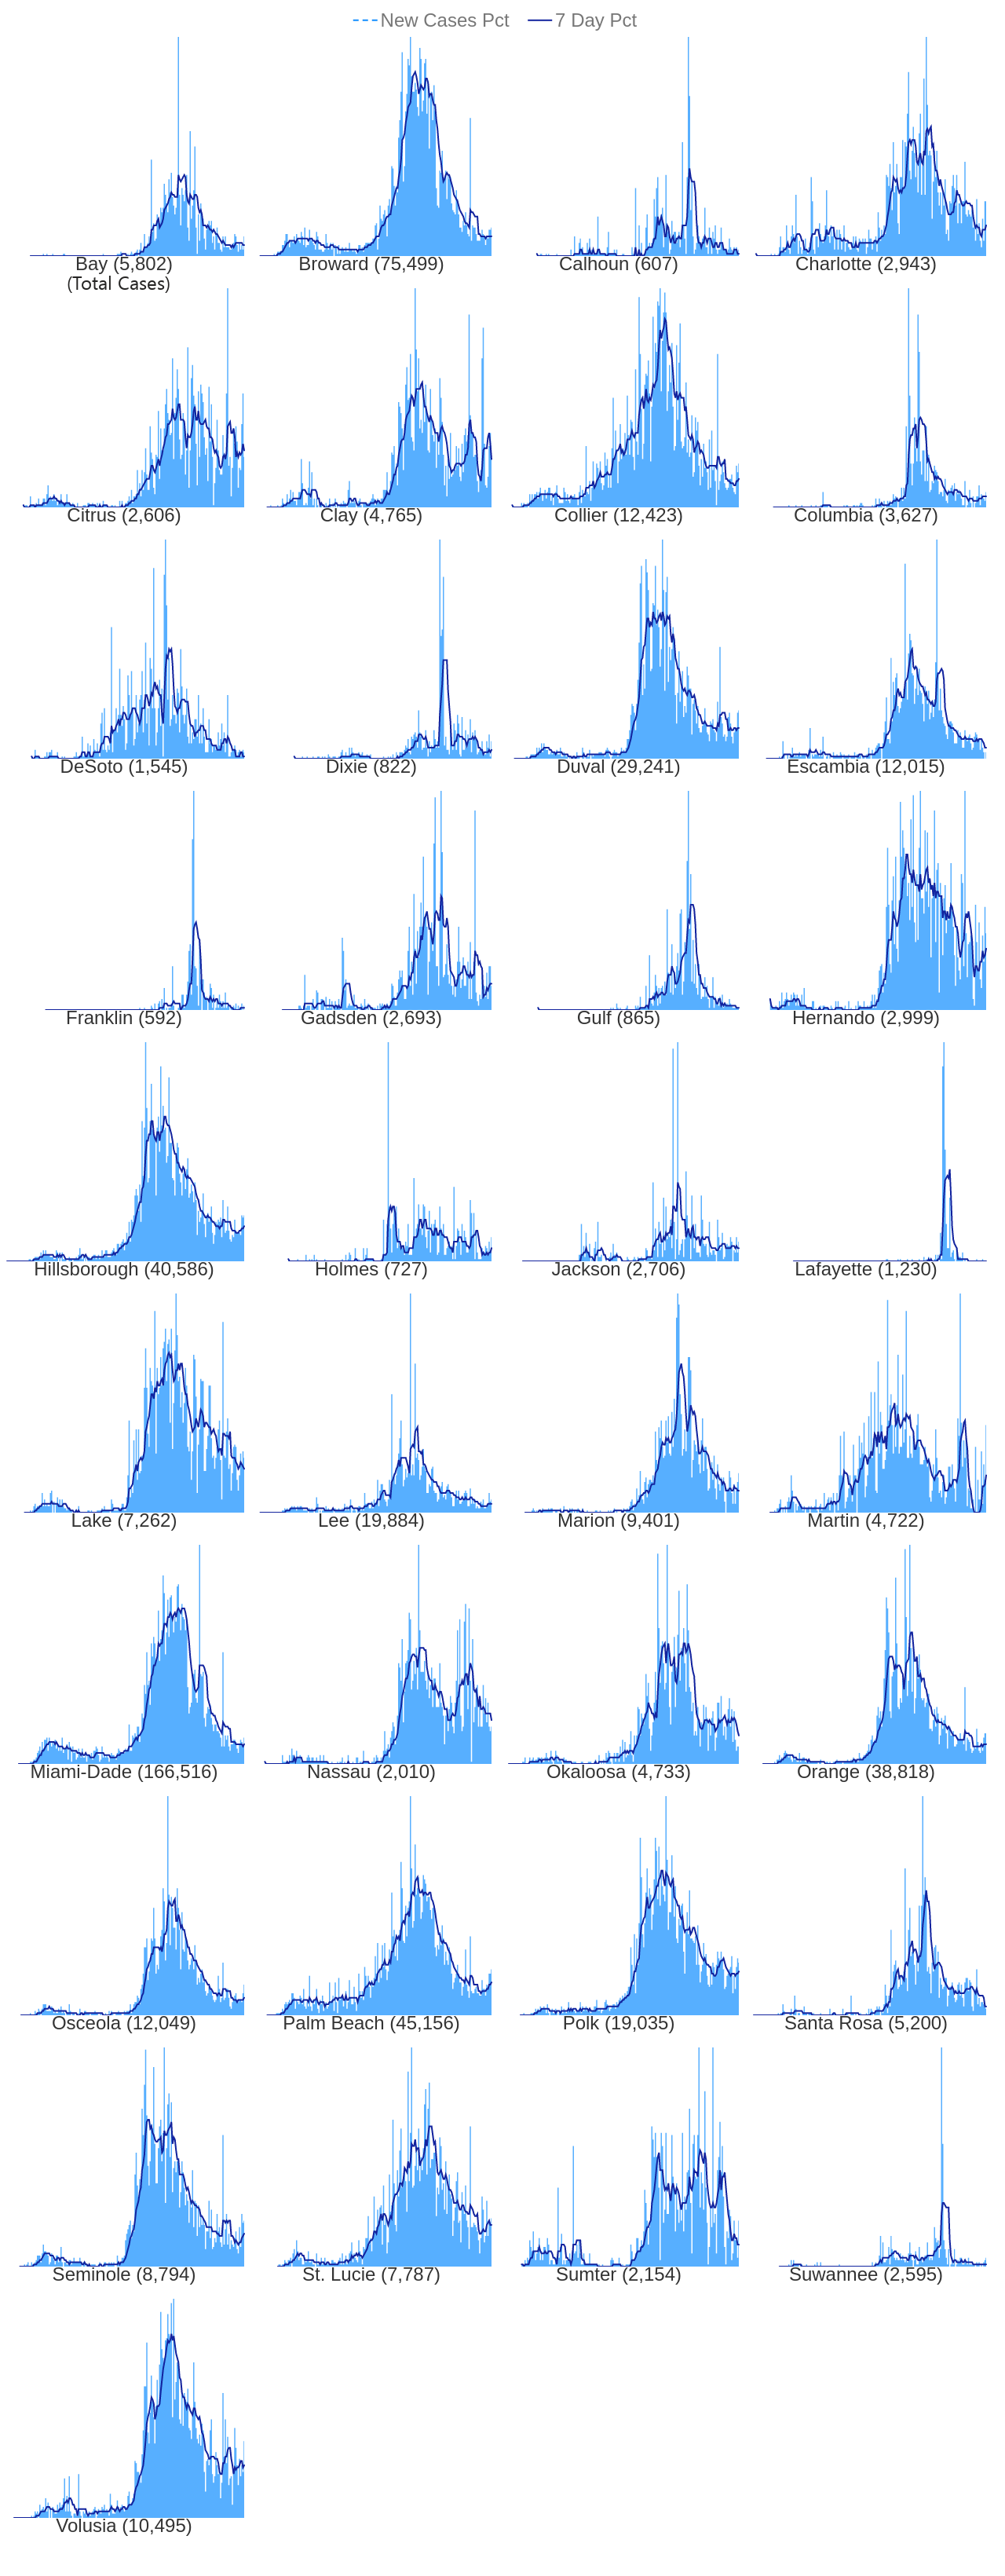 New Cases Pct 7 Day Pct
Bay (5,802) Broward (75,499) Calhoun (607) Charlotte (2,943)
(Total Cases)
Citrus (2,606) Clay (4,765) Collier (12,423) Columbia (3,627)
DeSoto (1,545) Dixie (822) Duval (29,241) Escambia (12,015)
Franklin (592) Gadsden (2,693) Gulf (865) Hernando (2,999)
Hillsborough (40,586) Holmes (727) Jackson (2,706) Lafayette (1,230)
Lake (7,262) Lee (19,884) Marion (9,401) Martin (4,722)
Miami-Dade (166,516) Nassau (2,010) Okaloosa (4,733) Orange (38,818)
Osceola (12,049) Palm Beach (45,156) Polk (19,035) Santa Rosa (5,200)
Seminole (8,794) St. Lucie (7,787) Sumter (2,154) Suwannee (2,595)
Volusia (10,495)